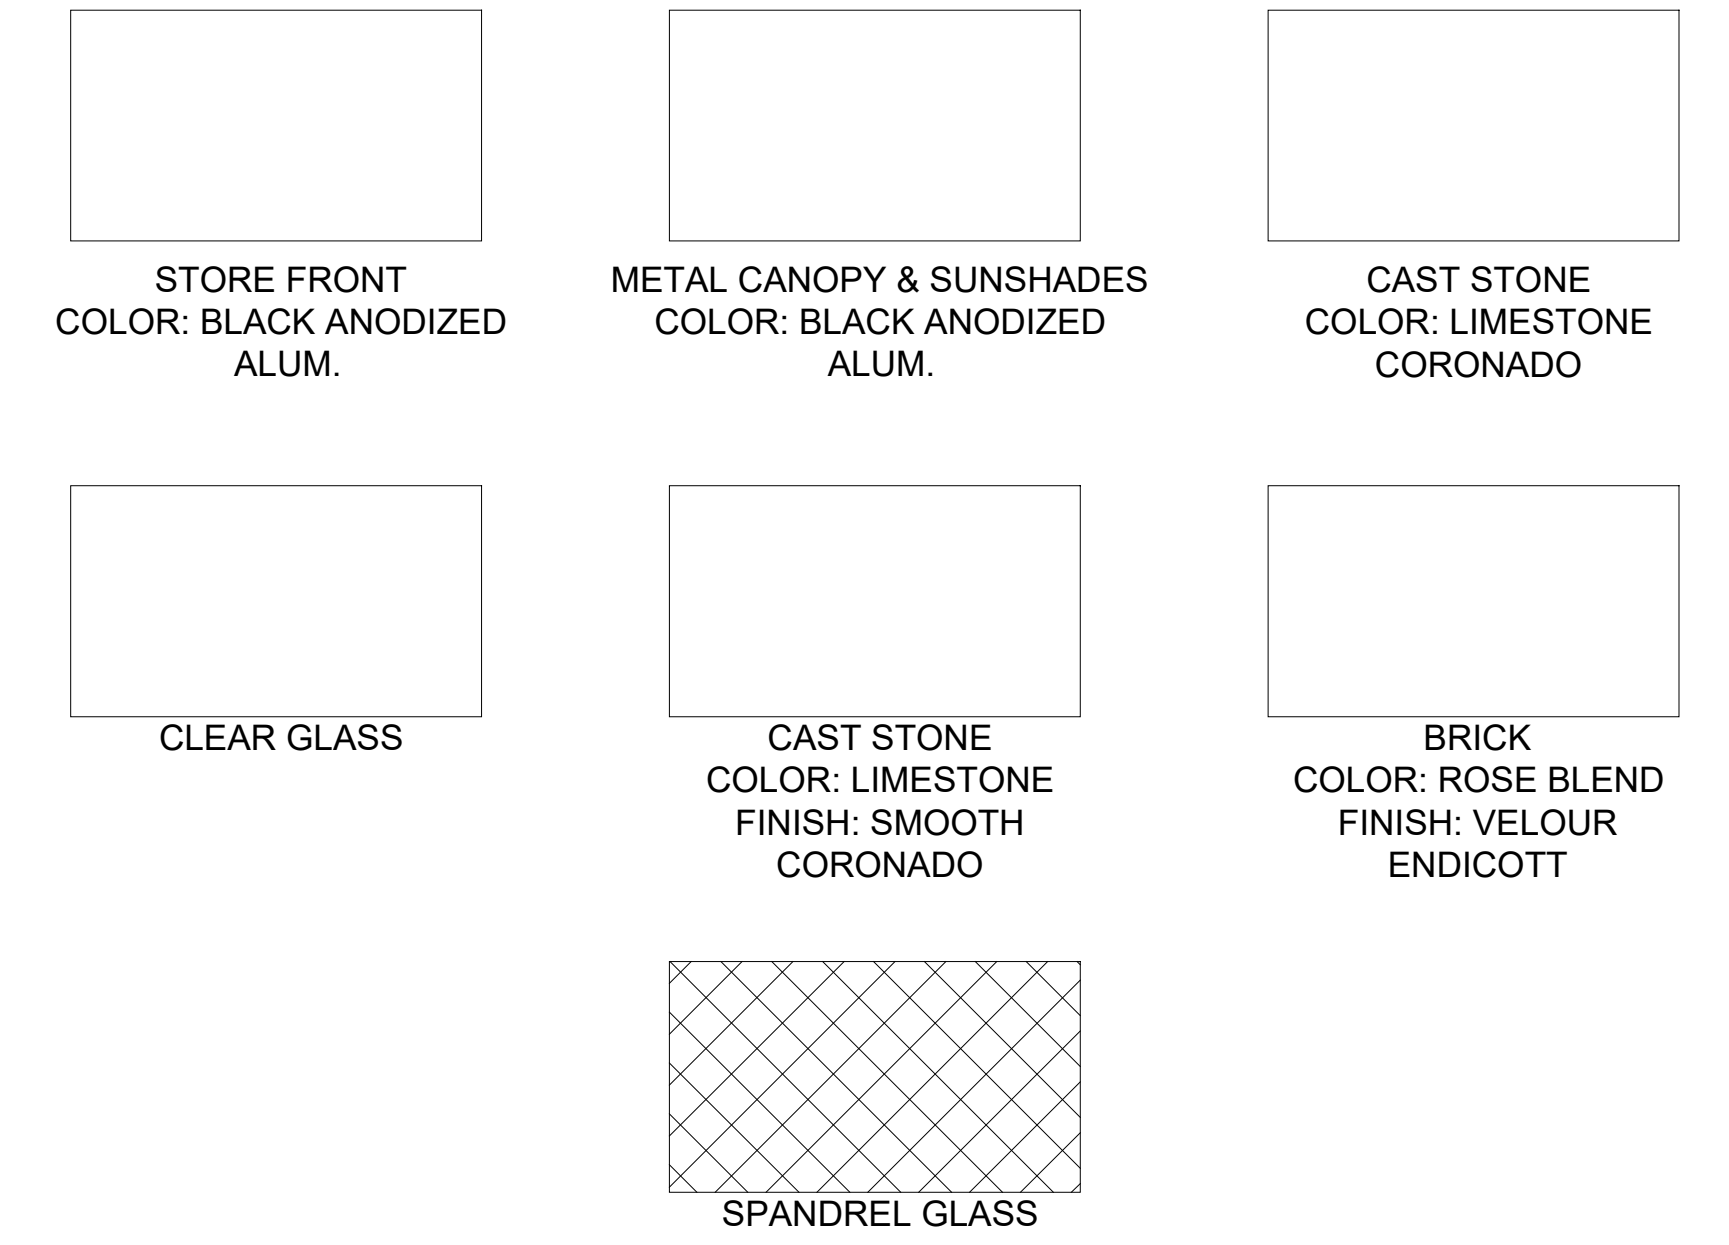 STORE FRONT
COLOR: BLACK ANODIZED
ALUM.
METAL CANOPY & SUNSHADES
COLOR: BLACK ANODIZED
ALUM.
CAST STONE
COLOR: LIMESTONE
CORONADO
CLEAR GLASS
CAST STONE
COLOR: LIMESTONE
FINISH: SMOOTH
CORONADO
BRICK
COLOR: ROSE BLEND
FINISH: VELOUR
ENDICOTT
SPANDREL GLASS